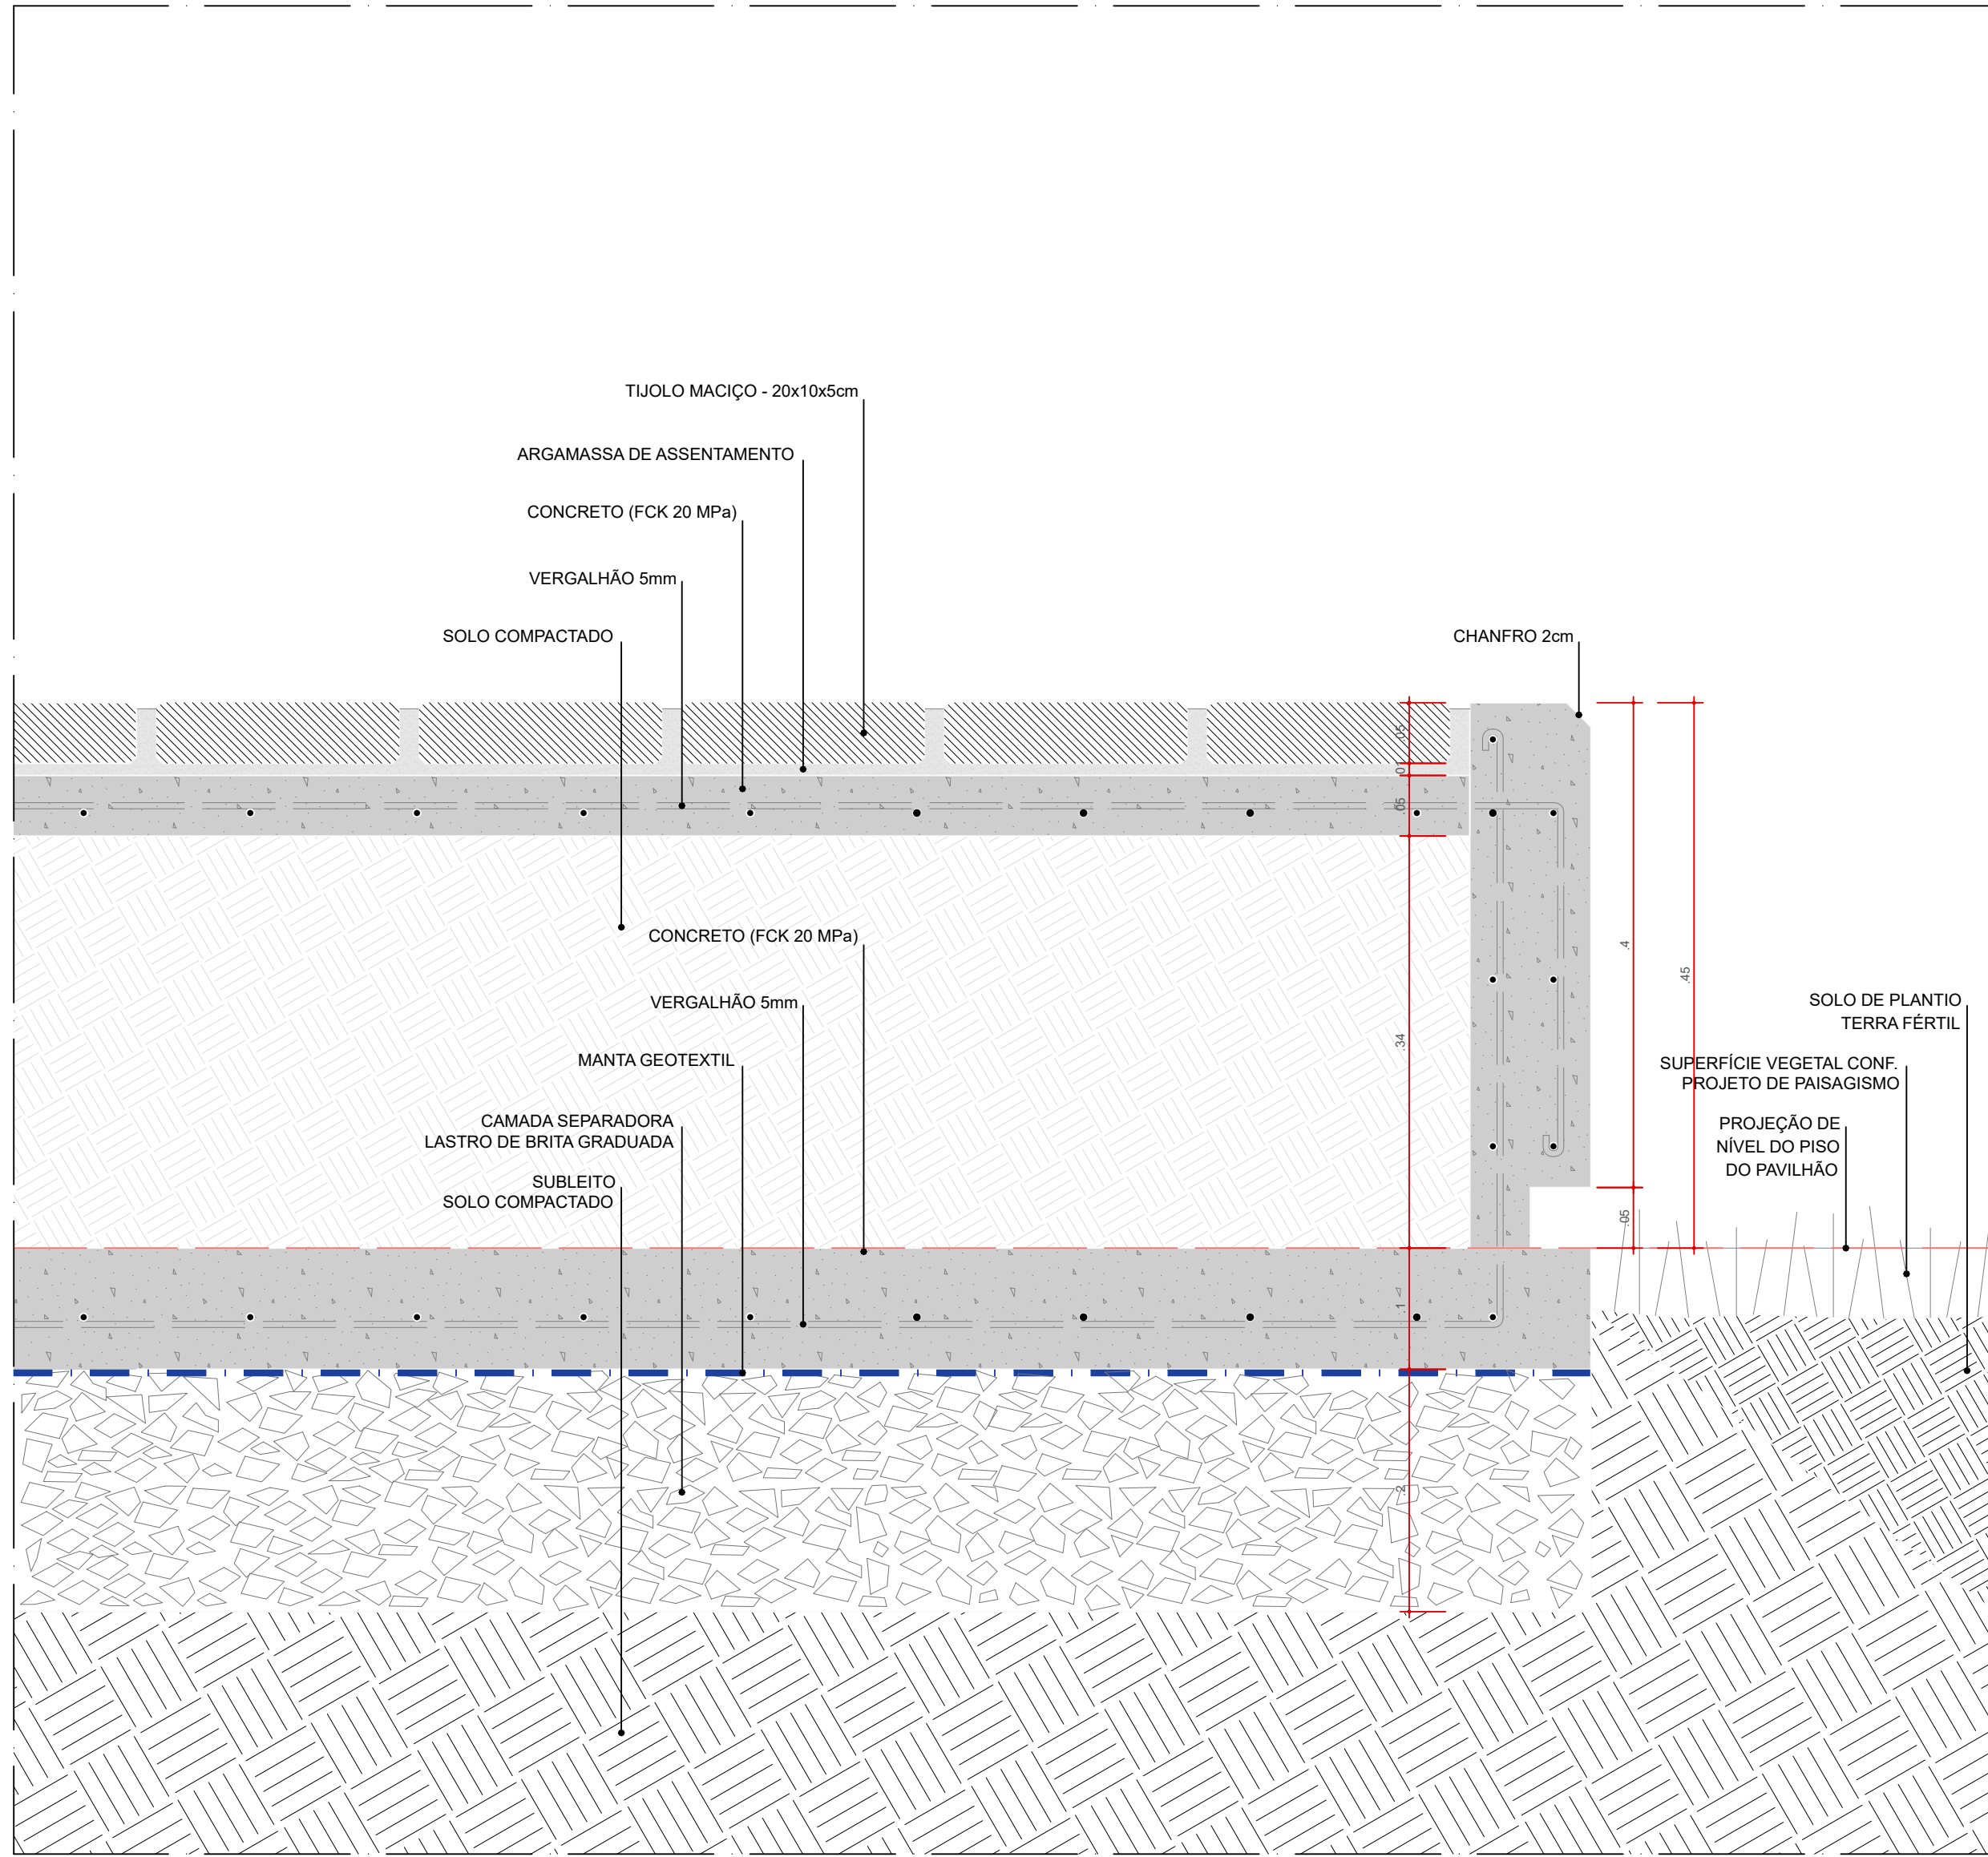 TIJOLO MACIÇO - 20x10x5cm
ARGAMASSA DE ASSENTAMENTO
CONCRETO (FCK 20 MPa)
VERGALHÃO 5mm
SOLO COMPACTADO
CHANFRO 2cm
.05
.01
.05
.34
.1
.2
.4
.05
.45
CONCRETO (FCK 20 MPa)
VERGALHÃO 5mm
MANTA GEOTEXTIL
CAMADA SEPARADORA
LASTRO DE BRITA GRADUADA
SUBLEITO
SOLO COMPACTADO
SOLO DE PLANTIO
TERRA FÉRTIL
SUPERFÍCIE VEGETAL CONF.
PROJETO DE PAISAGISMO
PROJEÇÃO DE
NÍVEL DO PISO
DO PAVILHÃO